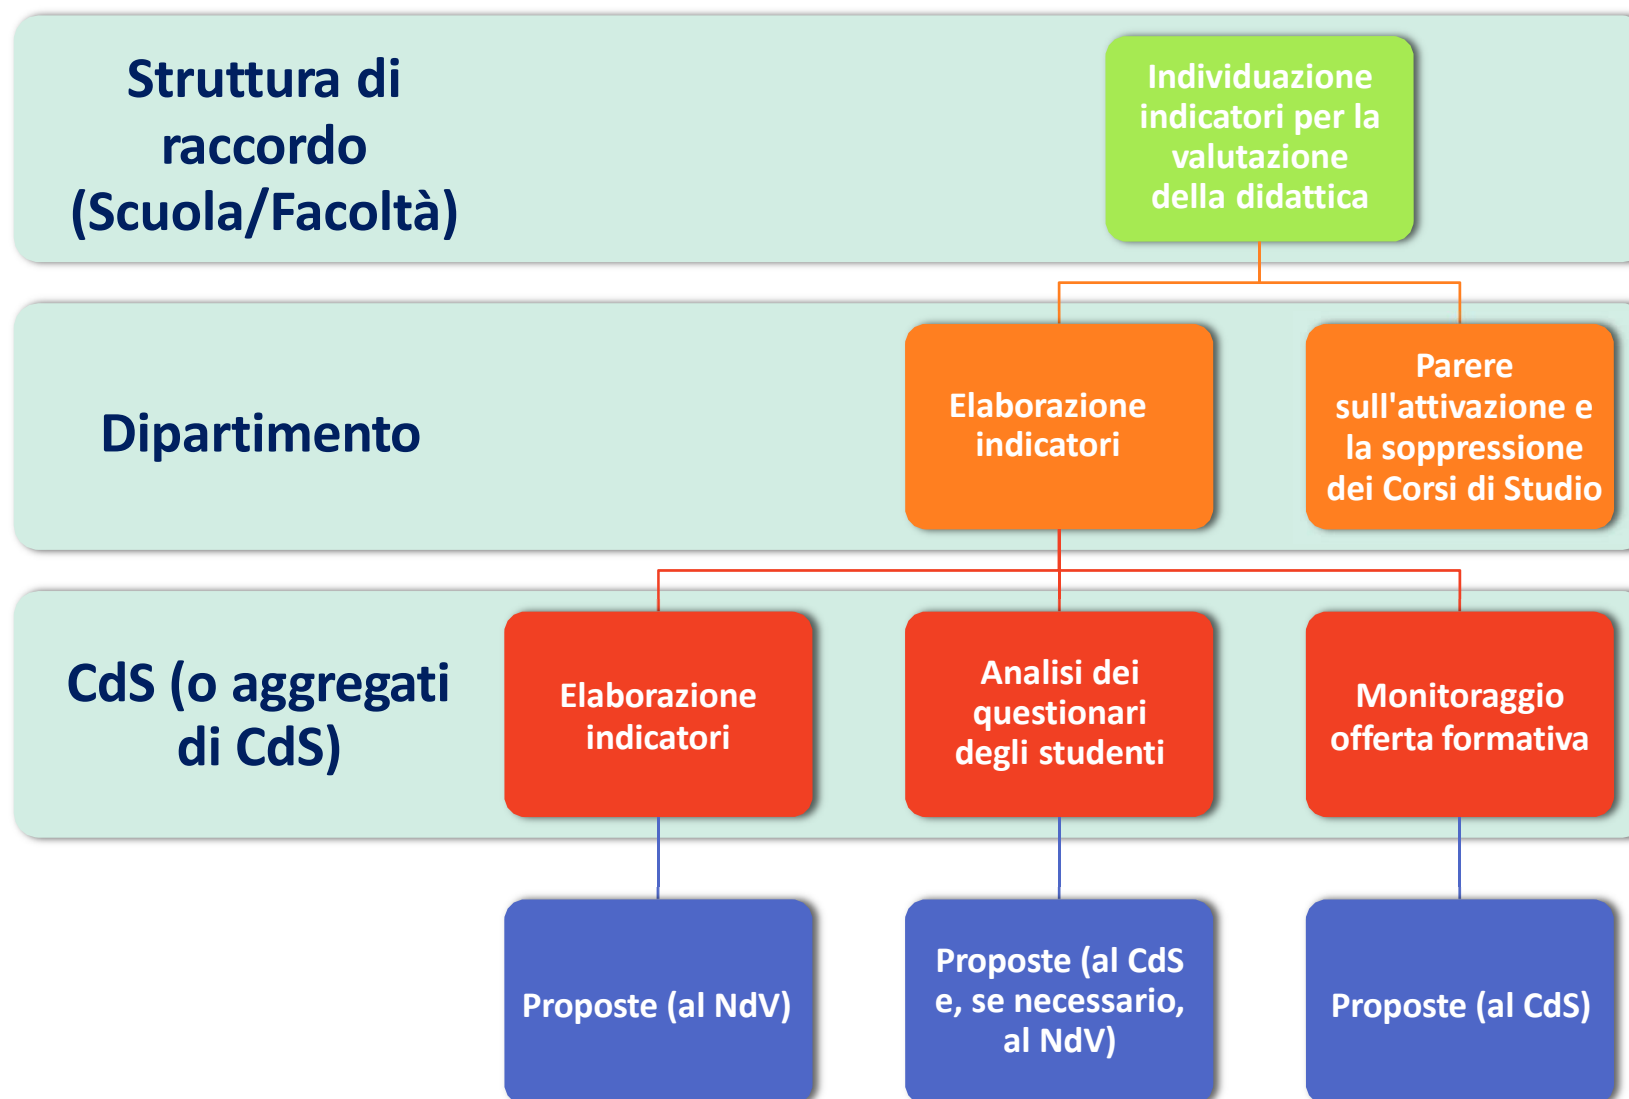 Struttura di
raccordo
(Scuola/Facoltà)
Individuazione
indicatori per la
valutazione
della didattica
Dipartimento
Elaborazione
indicatori
Parere
sull'attivazione e
la soppressione
dei Corsi di Studio
CdS (o aggregati
di CdS)
Elaborazione
indicatori
Analisi dei
questionari
degli studenti
Monitoraggio
offerta formativa
Proposte (al NdV)
Proposte (al CdS
e, se necessario,
al NdV)
Proposte (al CdS)